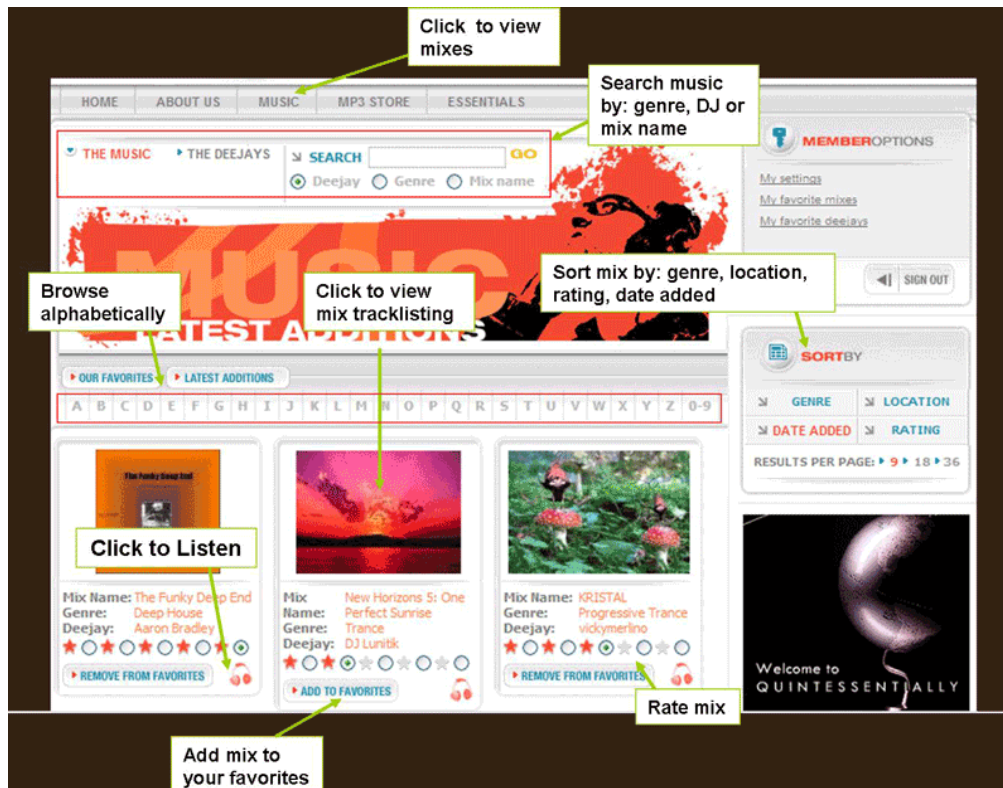 Click to view
mixes
HOME ABOUT US MUSIC MP3 STORE ESSENTIALS
Search music
by: genre, DJ or
mix name
THE MUSIC THE DEEJAYS SEARCH GO
Deejay Genre Mix name
MEMBEROPTIONS
My settings
My favorite mixes
My favorite deejays
SIGN OUT
MUSIC
LATEST ADDITIONS
Browse
alphabetically
Click to view
mix tracklisting
Sort mix by: genre, location,
rating, date added
OUR FAVORITES LATEST ADDITIONS
A B C D E F G H I J K L M N O P Q R S T U V W X Y Z 0-9
SORTBY
GENRE LOCATION
DATE ADDED RATING
RESULTS PER PAGE: 9 18 36
The Funky Deep End
Click to Listen
Mix Name: The Funky Deep End
Genre: Deep House
Deejay: Aaron Bradley
REMOVE FROM FAVORITES
Mix New Horizons 5: One
Name: Perfect Sunrise
Genre: Trance
Deejay: DJ Lunitik
ADD TO FAVORITES
Mix Name: KRISTAL
Genre: Progressive Trance
Deejay: vickymerlino
REMOVE FROM FAVORITES
Rate mix
Add mix to
your favorites
Welcome to
QUINTESSENTIALLY